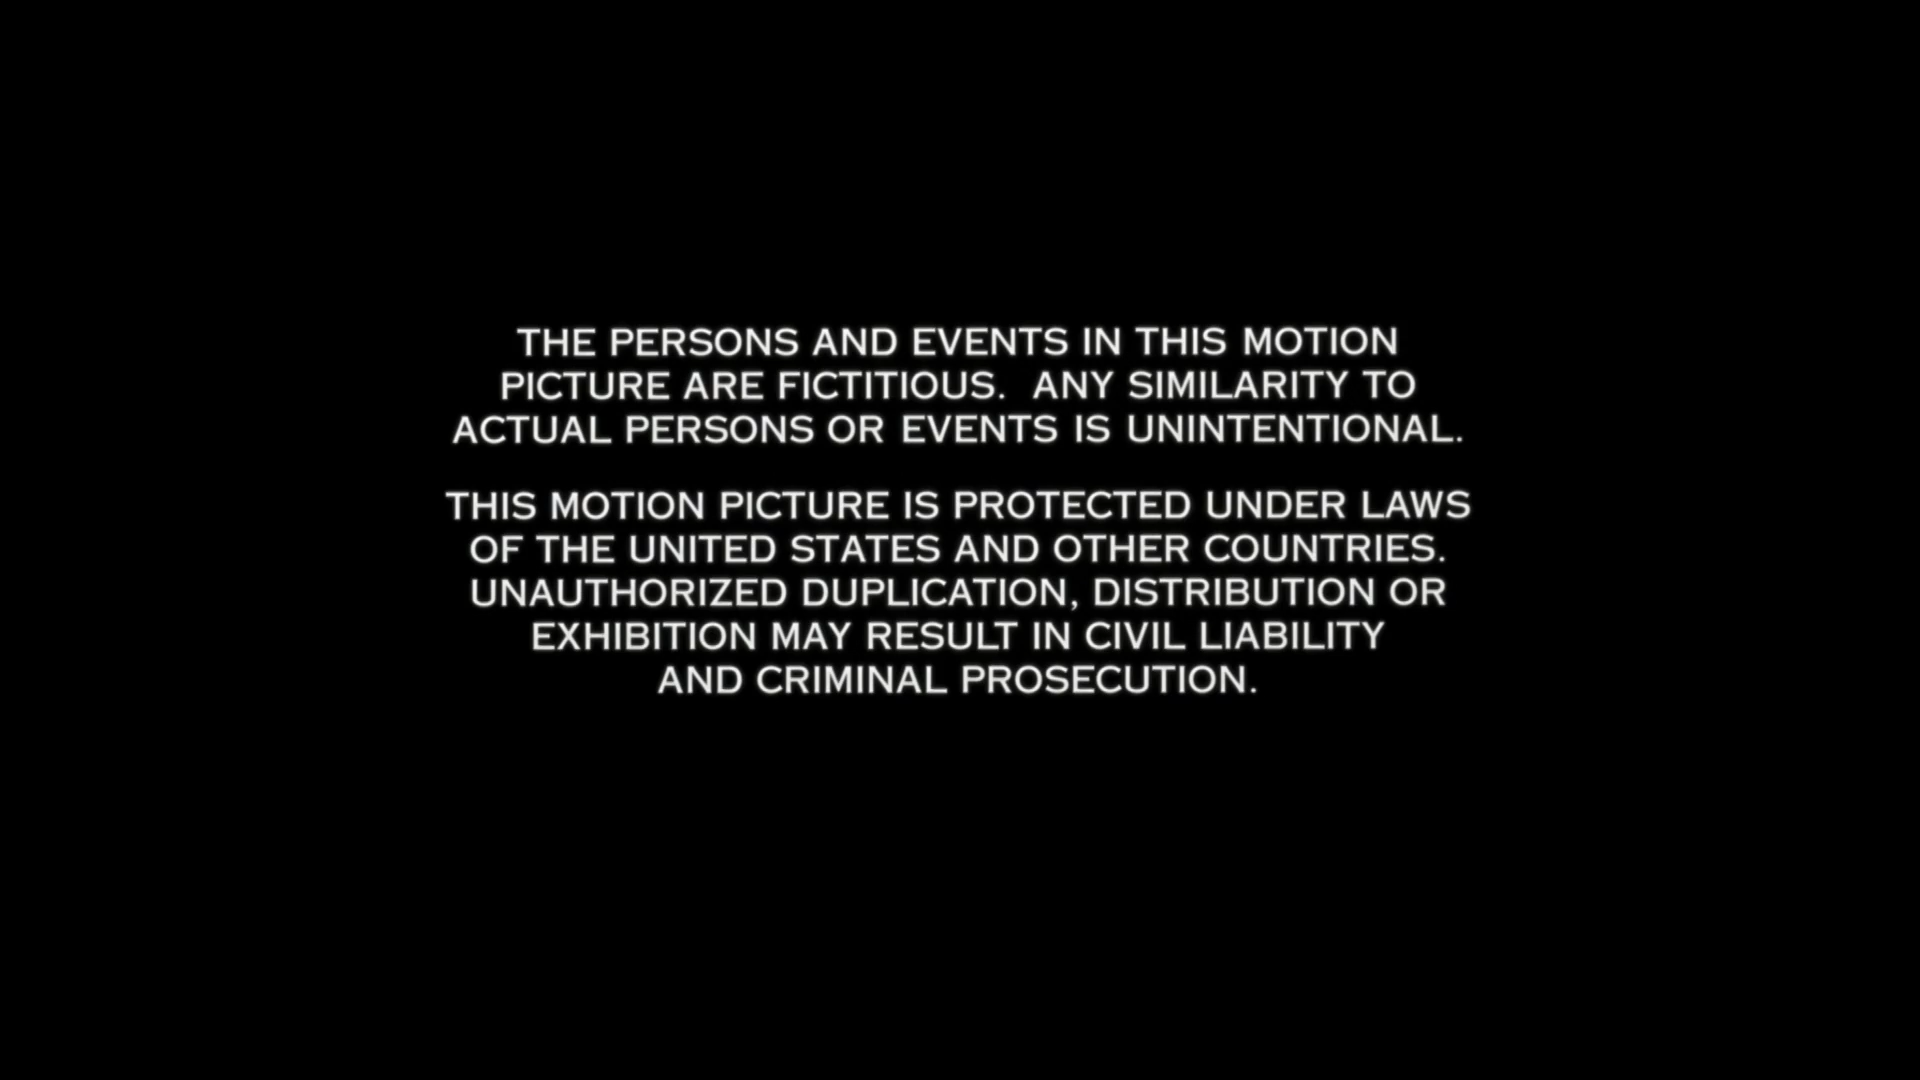 THE PERSONS AND EVENTS IN THIS MOTION
PICTURE ARE FICTITIOUS.  ANY SIMILARITY TO
ACTUAL PERSONS OR EVENTS IS UNINTENTIONAL.
THIS MOTION PICTURE IS PROTECTED UNDER LAWS
OF THE UNITED STATES AND OTHER COUNTRIES.
UNAUTHORIZED DUPLICATION, DISTRIBUTION OR
EXHIBITION MAY RESULT IN CIVIL LIABILITY
AND CRIMINAL PROSECUTION.